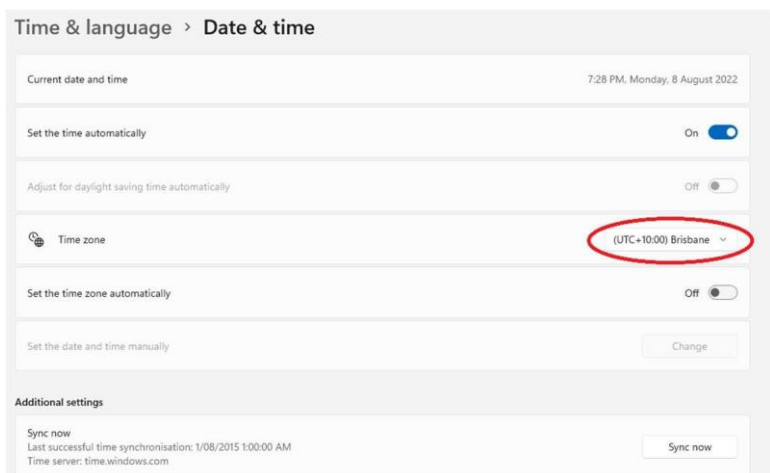 Time & language > Date & time
Current date and time 7:28 PM, Monday, 8 August 2022
Set the time automatically On
Adjust for daylight saving time automatically Off
Time zone (UTC+10:00) Brisbane
Set the time zone automatically Off
Set the date and time manually Change
Additional settings
Sync now
Last successful time synchronisation: 1/08/2015 1:00:00 AM
Time server: time.windows.com
Sync now